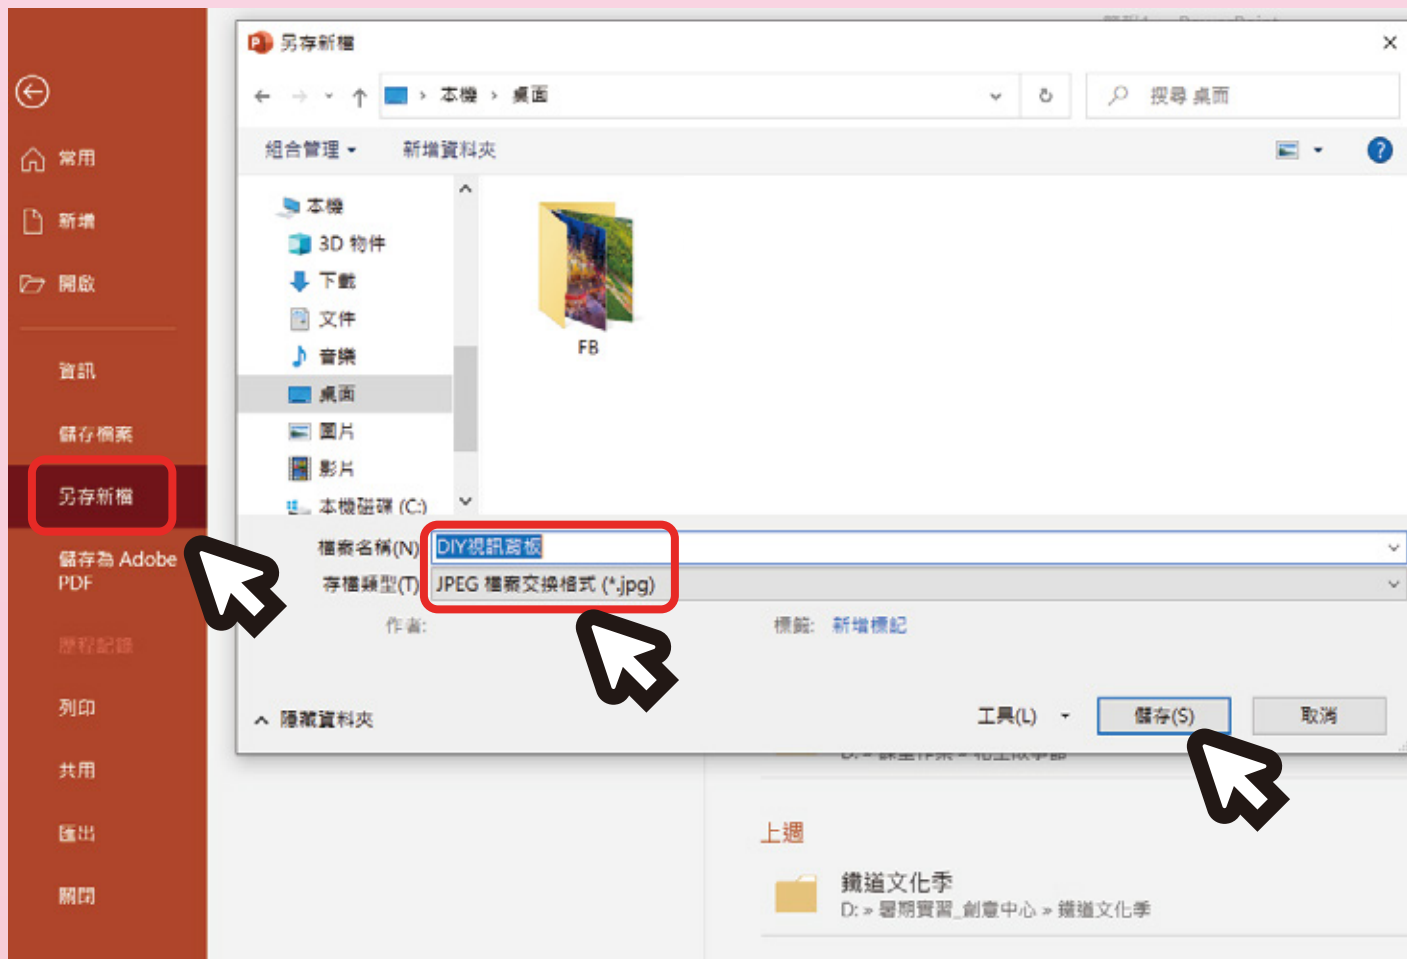 另存新檔
本機 › 桌面
搜尋 桌面
組合管理
新增資料夾
常用
新增
開啟
資訊
儲存檔案
另存新檔
儲存為 Adobe
PDF
歷程記錄
列印
共用
匯出
關閉
本機
3D 物件
下載
文件
音樂
桌面
圖片
影片
本機磁碟 (C:)
FB
檔案名稱(N)
DIY視訊背板
存檔類型(T)
JPEG 檔案交換格式 (*.jpg)
作者:
標籤: 新增標記
隱藏資料夾
工具(L)
儲存(S)
取消
上週
鐵道文化季
D: » 暑期實習_創意中心 » 鐵道文化季